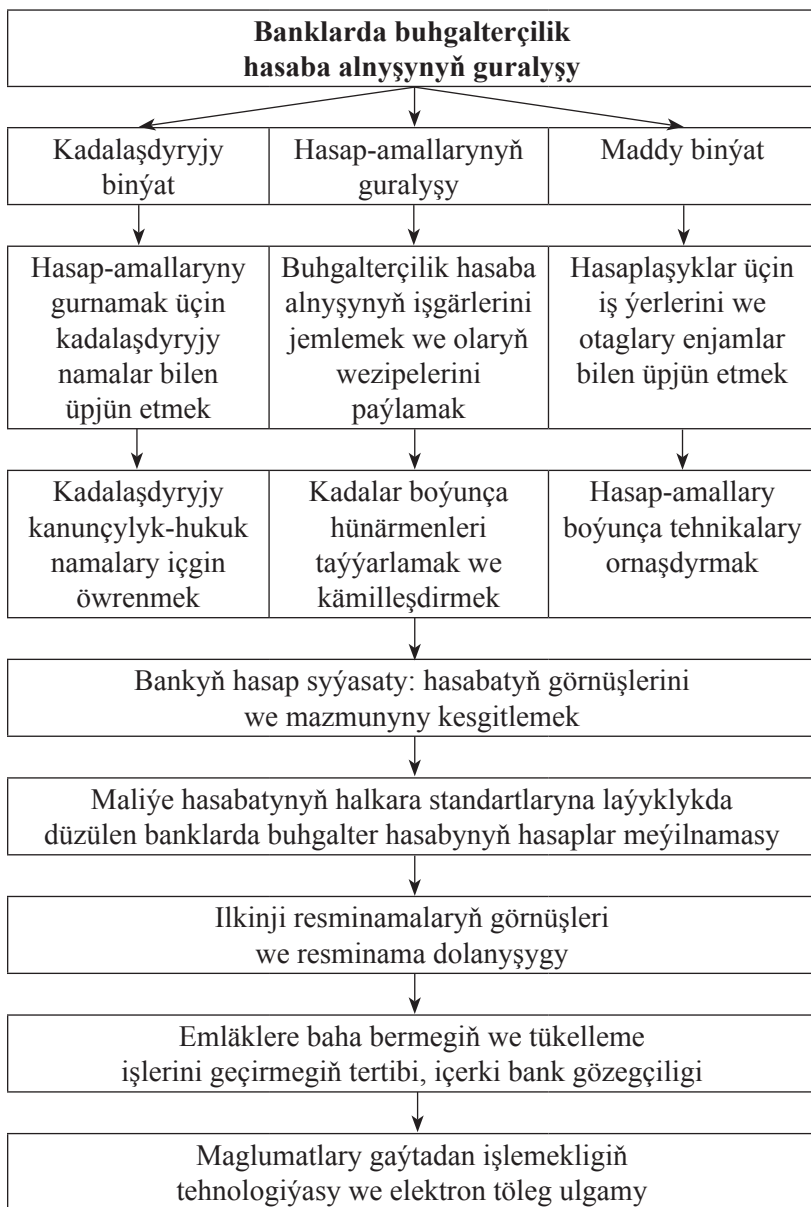 Banklarda buhgalterçilik
hasaba alnyşynyň guralyşy
Kadalaşdyryjy
binýat
Hasap-amallarynyň
guralyşy
Maddy binýat
Hasap-amallaryny
gurnamak üçin
kadalaşdyryjy
namalar bilen
üpjün etmek
Buhgalterçilik hasaba
alnyşynyň işgärlerini
jemlemek we olaryň
wezipelerini
paýlamak
Hasaplaşyklar üçin
iş ýerlerini we
otaglary enjamlar
bilen üpjün etmek
Kadalaşdyryjy
kanunçylyk-hukuk
namalary içgin
öwrenmek
Kadalar boýunça
hünärmenleri
taýýarlamak we
kämilleşdirmek
Hasap-amallary
boýunça tehnikalary
ornaşdyrmak
Bankyň hasap syýasaty: hasabatyň görnüşlerini
we mazmunyny kesgitlemek
Maliýe hasabatynyň halkara standartlaryna laýyklykda
düzülen banklarda buhgalter hasabynyň hasaplar meýilnamasy
Ilkinji resminamalaryň görnüşleri
we resminama dolanyşygy
Emläklere baha bermegiň we tükelleme
işlerini geçirmegiň tertibi, içerki bank gözegçiligi
Maglumatlary gaýtadan işlemekligiň
tehnologiýasy we elektron töleg ulgamy